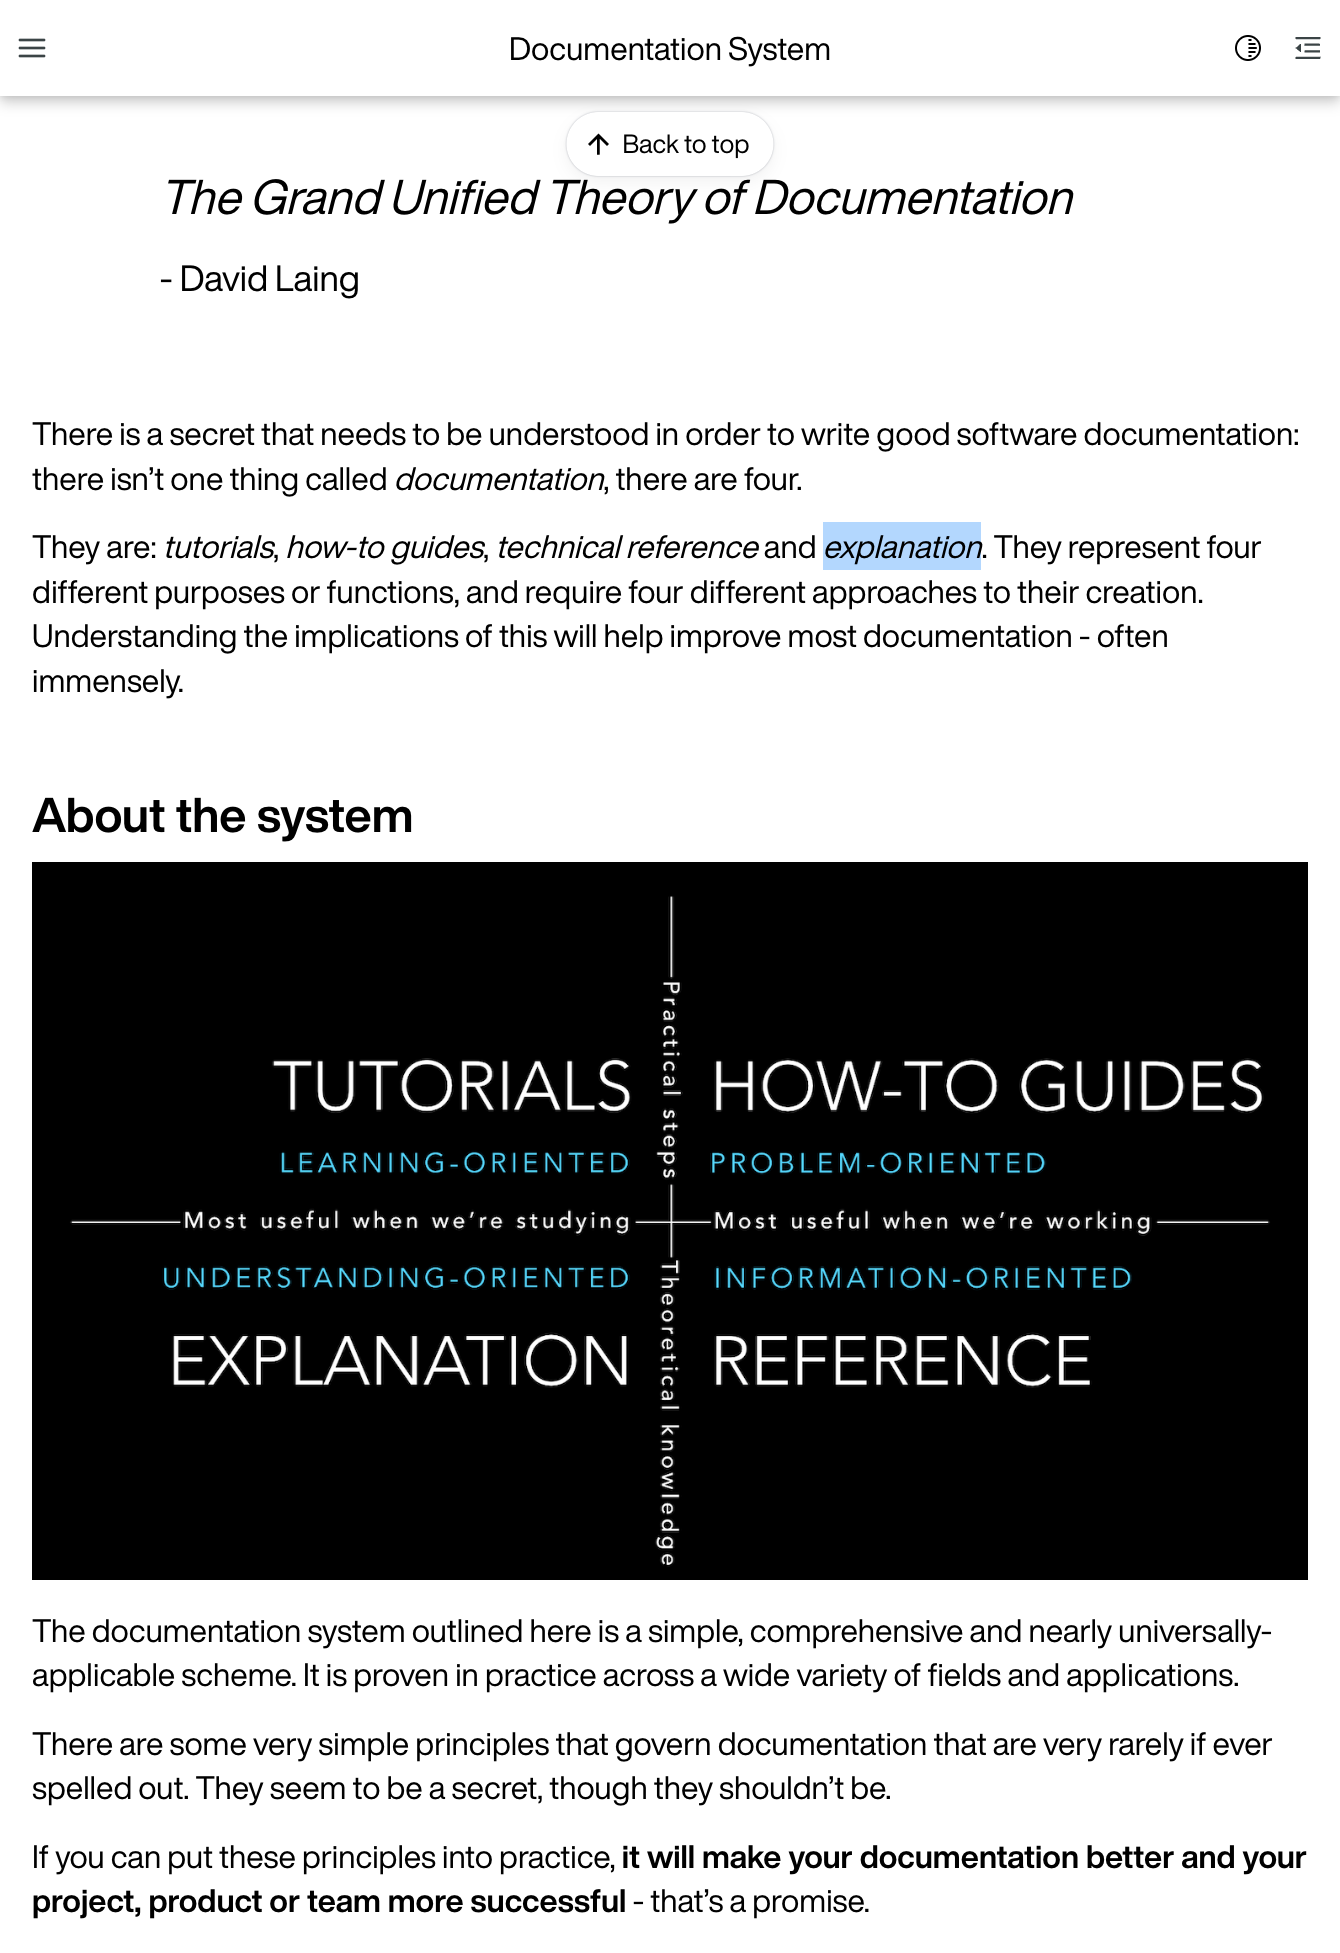 Documentation System
Back to top
The Grand Unified Theory of Documentation
- David Laing
There is a secret that needs to be understood in order to write good software documentation:
there isn’t one thing called documentation, there are four.
They are: tutorials, how-to guides, technical reference and explanation. They represent four
different purposes or functions, and require four different approaches to their creation.
Understanding the implications of this will help improve most documentation - often
immensely.
About the system
Practical steps
TUTORIALS
HOW-TO GUIDES
LEARNING-ORIENTED
PROBLEM-ORIENTED
Most useful when we’re studying
Most useful when we’re working
UNDERSTANDING-ORIENTED
INFORMATION-ORIENTED
EXPLANATION
REFERENCE
Theoretical knowledge
The documentation system outlined here is a simple, comprehensive and nearly universally-
applicable scheme. It is proven in practice across a wide variety of fields and applications.
There are some very simple principles that govern documentation that are very rarely if ever
spelled out. They seem to be a secret, though they shouldn’t be.
If you can put these principles into practice, it will make your documentation better and your
project, product or team more successful - that’s a promise.